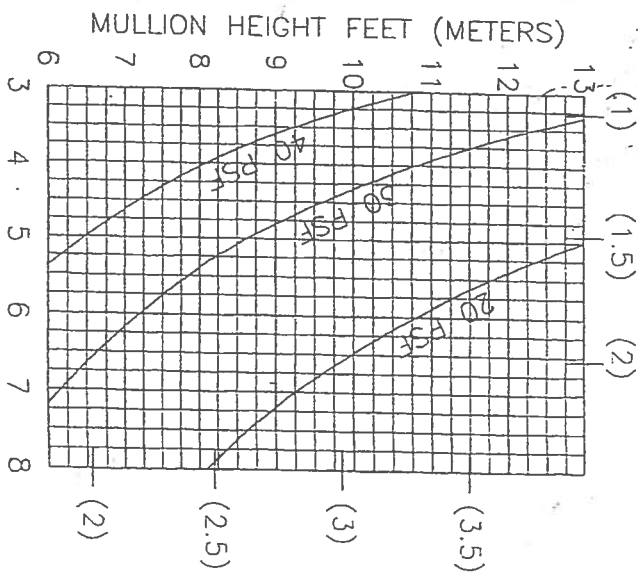 MULLION HEIGHT FEET (METERS)
6 7 8 9 10 11 12 13
3
4
5
6
7
8
(1)
(1.5)
(2)
(2) (2.5) (3) (3.5)
40 PSF
30 PSF
20 PSF